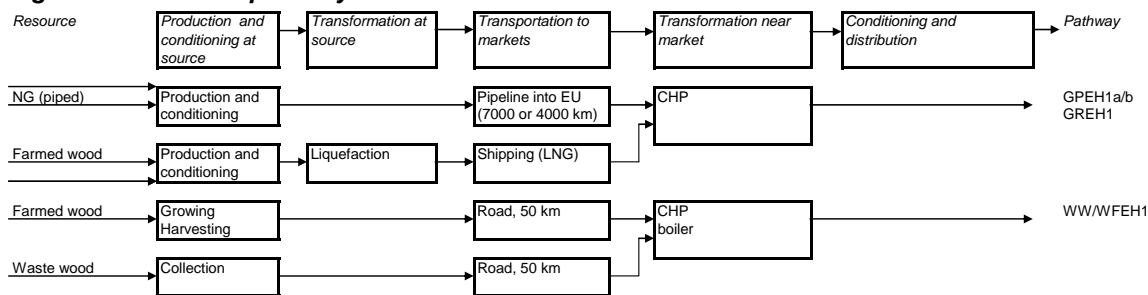 Resource
Production and conditioning at source
Transformation at source
Transportation to markets
Transformation near market
Conditioning and distribution
Pathway
NG (piped)
Production and conditioning
Pipeline into EU (7000 or 4000 km)
CHP
GPEH1a/b
GREH1
Farmed wood
Production and conditioning
Liquefaction
Shipping (LNG)
Farmed wood
Growing
Harvesting
Road, 50 km
CHP
boiler
WW/WFEH1
Waste wood
Collection
Road, 50 km